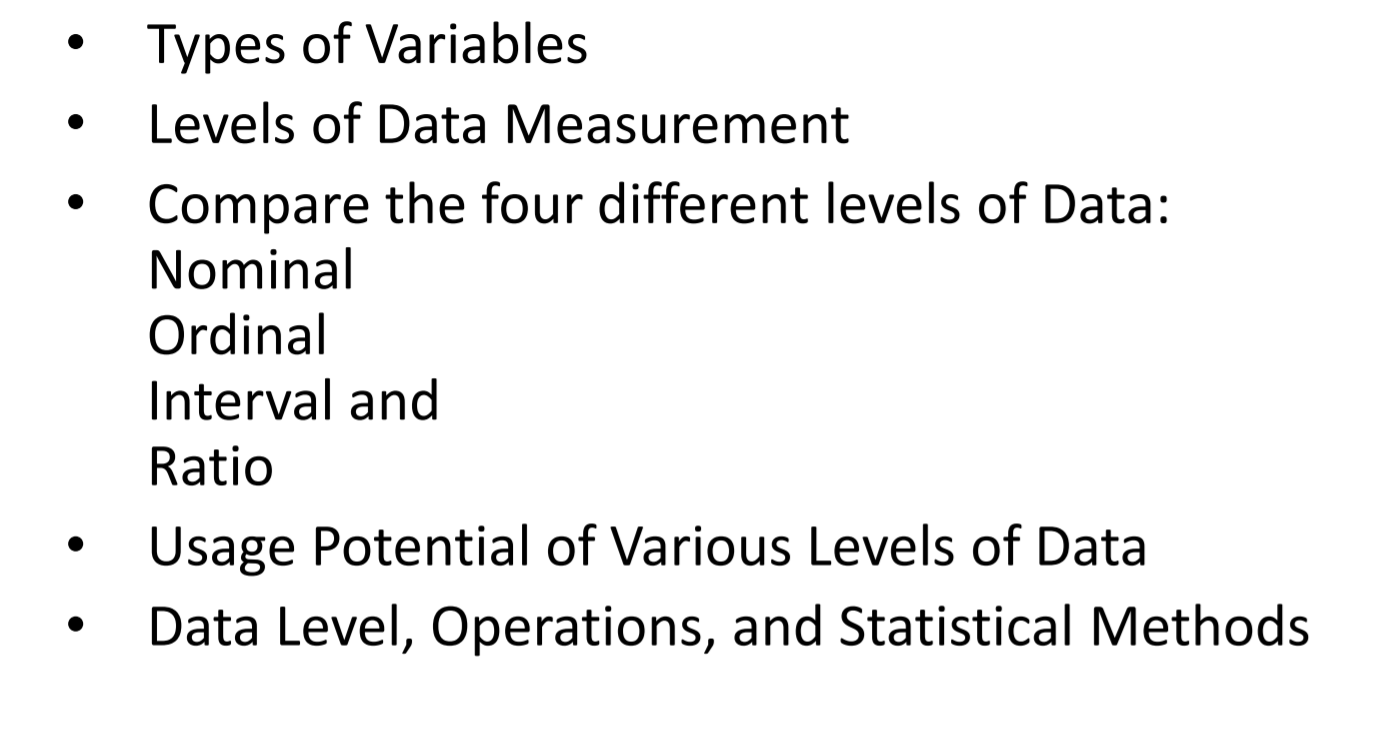 • Types of Variables
• Levels of Data Measurement
• Compare the four different levels of Data:
Nominal
Ordinal
Interval and
Ratio
• Usage Potential of Various Levels of Data
• Data Level, Operations, and Statistical Methods